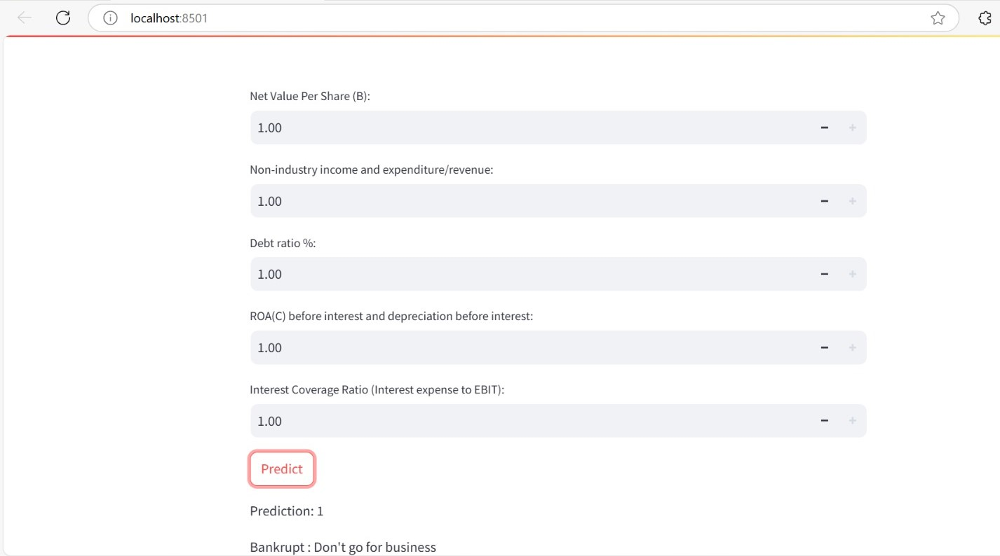 localhost:8501
Net Value Per Share (B):
1.00
Non-industry income and expenditure/revenue:
1.00
Debt ratio %:
1.00
ROA(C) before interest and depreciation before interest:
1.00
Interest Coverage Ratio (Interest expense to EBIT):
1.00
Predict
Prediction: 1
Bankrupt : Don't go for business